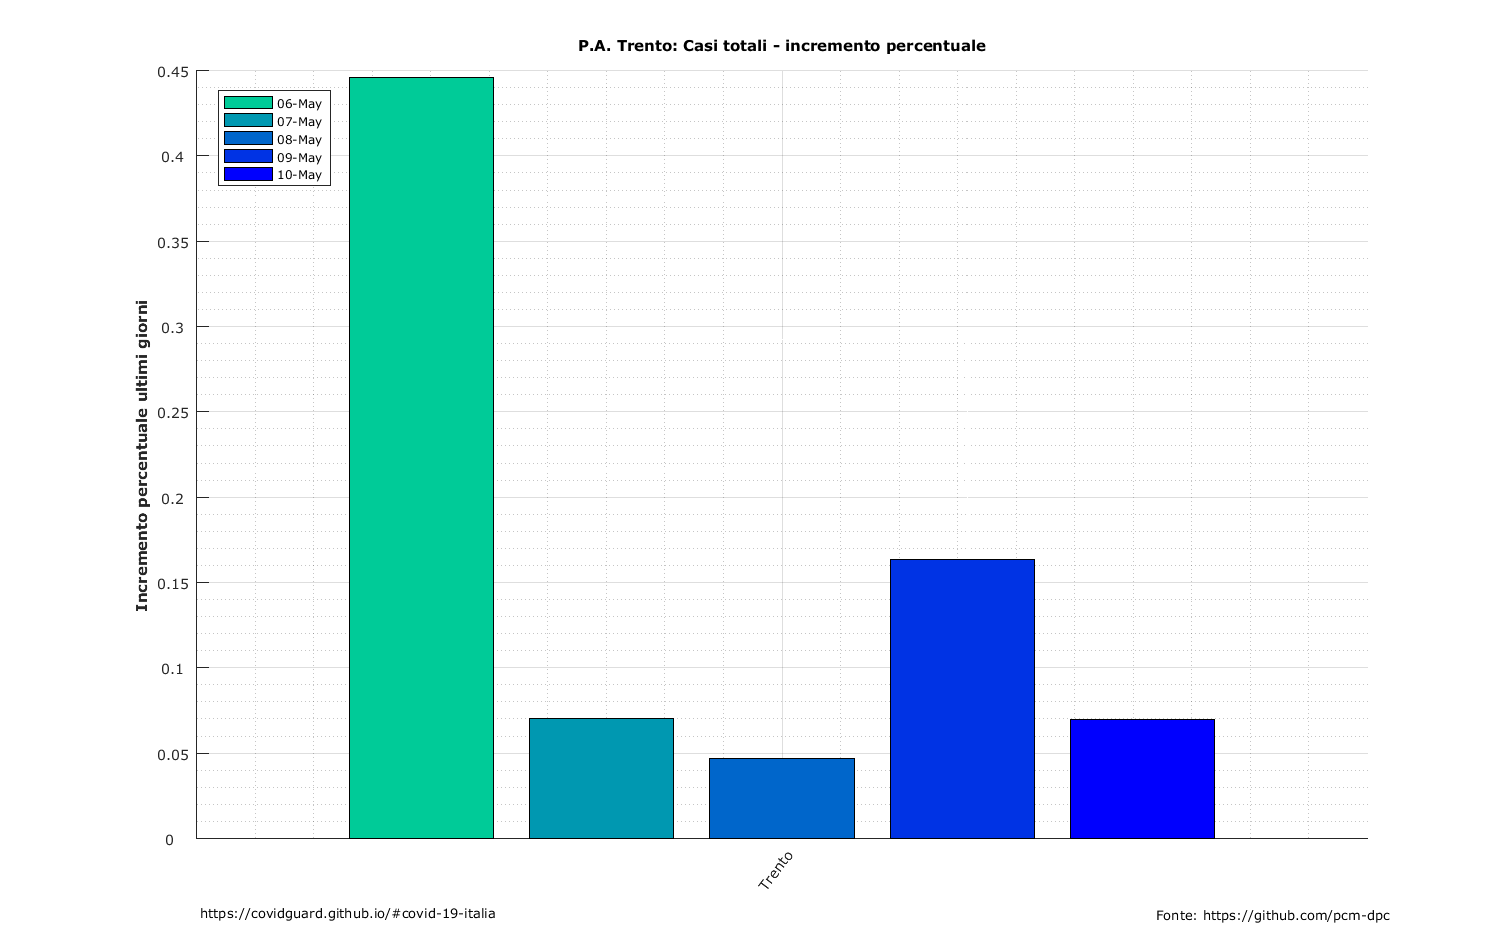 P.A. Trento: Casi totali - incremento percentuale
0.45
0.4
0.35
0.3
0.25
0.2
0.15
0.1
0.05
0
06-May
07-May
08-May
09-May
10-May
Incremento percentuale ultimi giorni
Trento
https://covidguard.github.io/#covid-19-italia
Fonte: https://github.com/pcm-dpc